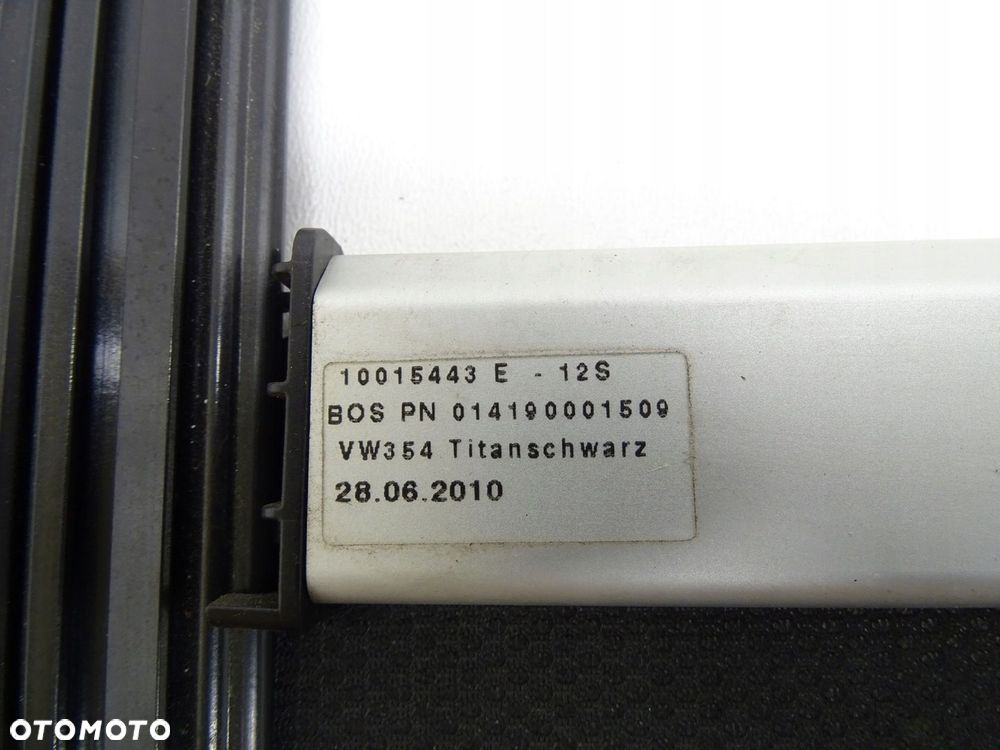 10015443 E - 12S
BOS PN 014190001509
VW354 Titanschwarz
28.06.2010
OTOMOTO